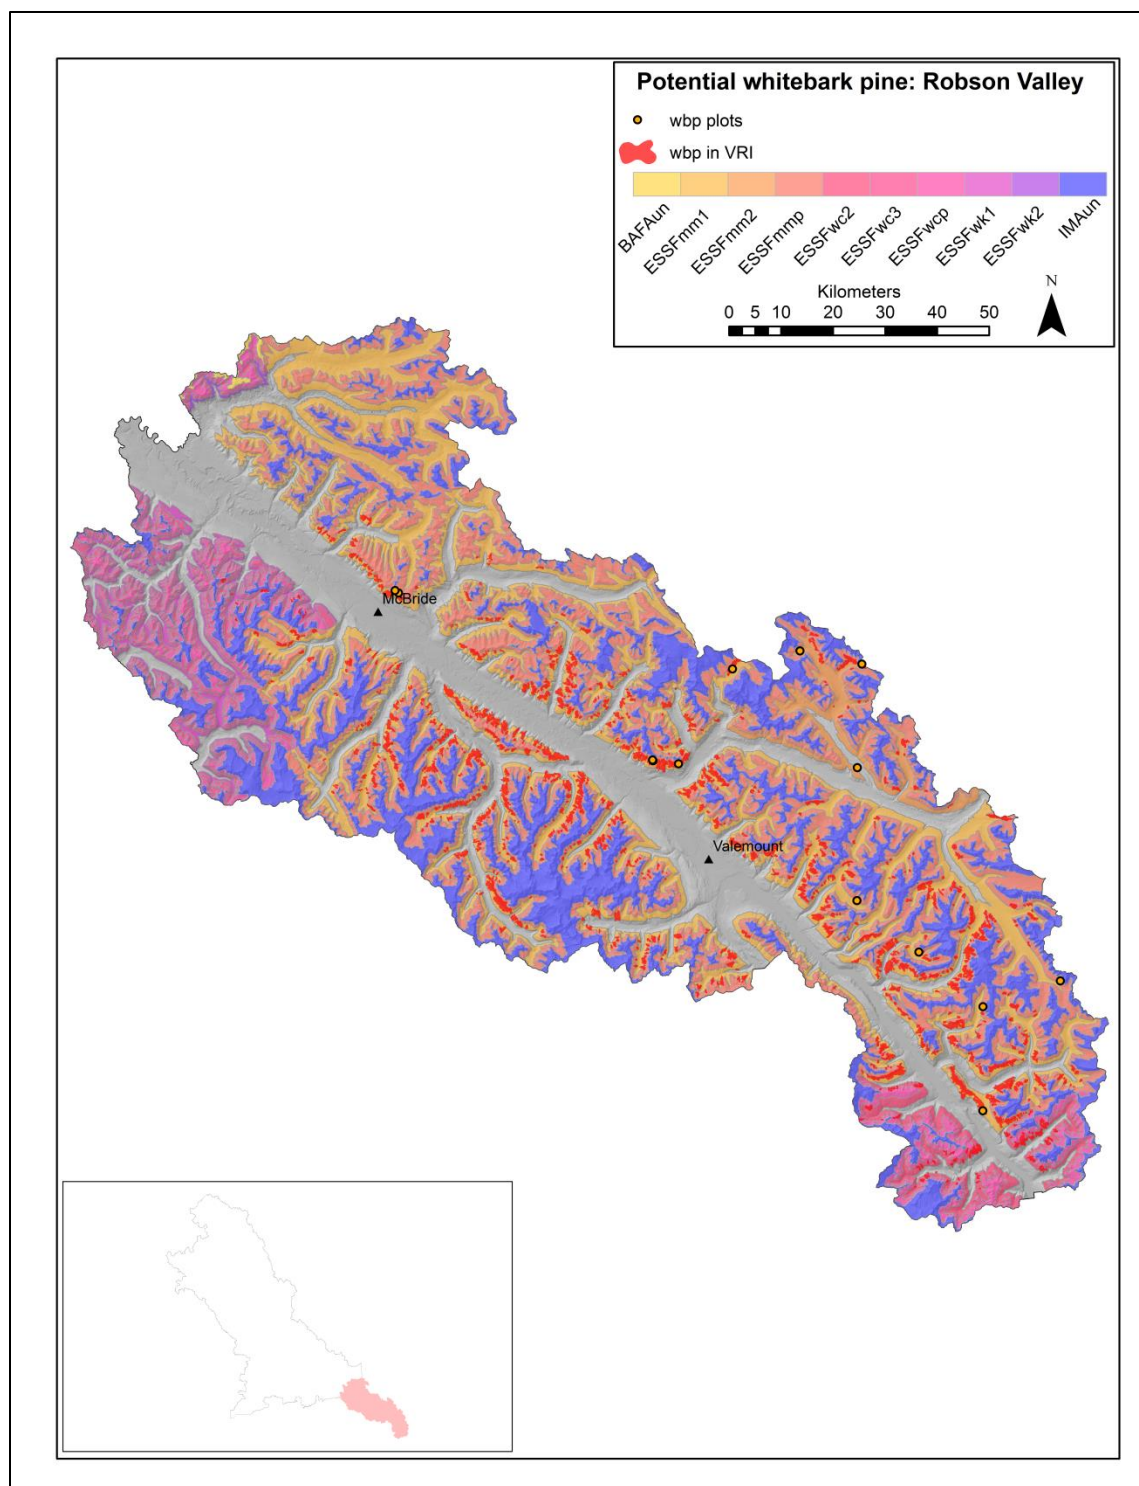 Potential whitebark pine: Robson Valley
wbp plots
wbp in VRI
BAFAun
ESSFmm1
ESSFmm2
ESSFmmp
ESSFwc2
ESSFwc3
ESSFwcp
ESSFwk1
ESSFwk2
IMAun
Kilometers
0 5 10 20 30 40 50
N
McBride
Valemount